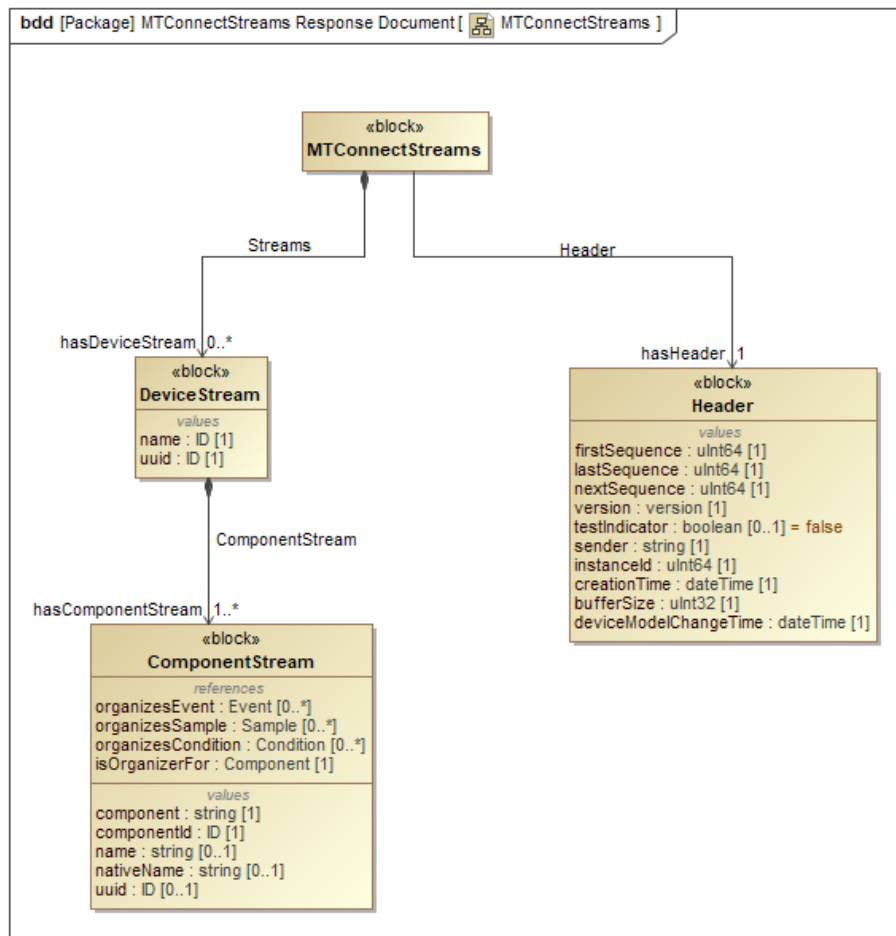 bdd [Package] MTConnectStreams Response Document [ MTConnectStreams ]
«block»
MTConnectStreams
Streams
Header
hasDeviceStream 0..*
hasHeader 1
«block»
DeviceStream
values
name : ID [1]
uuid : ID [1]
«block»
Header
values
firstSequence : uInt64 [1]
lastSequence : uInt64 [1]
nextSequence : uInt64 [1]
version : version [1]
testIndicator : boolean [0..1] = false
sender : string [1]
instanceId : uInt64 [1]
creationTime : dateTime [1]
bufferSize : uInt32 [1]
deviceModelChangeTime : dateTime [1]
ComponentStream
hasComponentStream 1..*
«block»
ComponentStream
references
organizesEvent : Event [0..*]
organizesSample : Sample [0..*]
organizesCondition : Condition [0..*]
isOrganizerFor : Component [1]
values
component : string [1]
componentId : ID [1]
name : string [0..1]
nativeName : string [0..1]
uuid : ID [0..1]